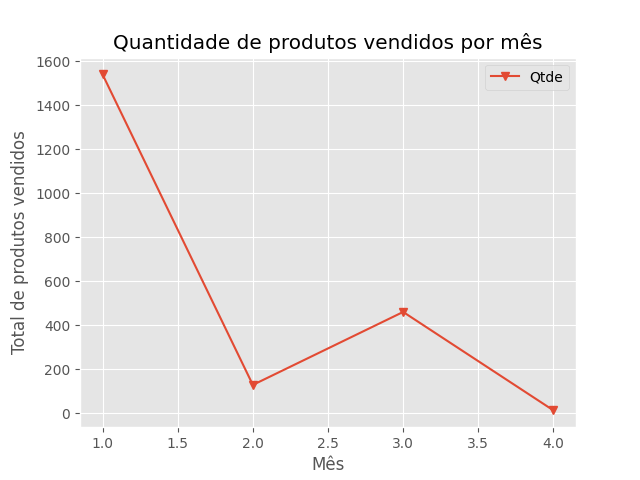 Quantidade de produtos vendidos por mês
Qtde
Total de produtos vendidos
1600
1400
1200
1000
800
600
400
200
0
1.0 1.5 2.0 2.5 3.0 3.5 4.0
Mês